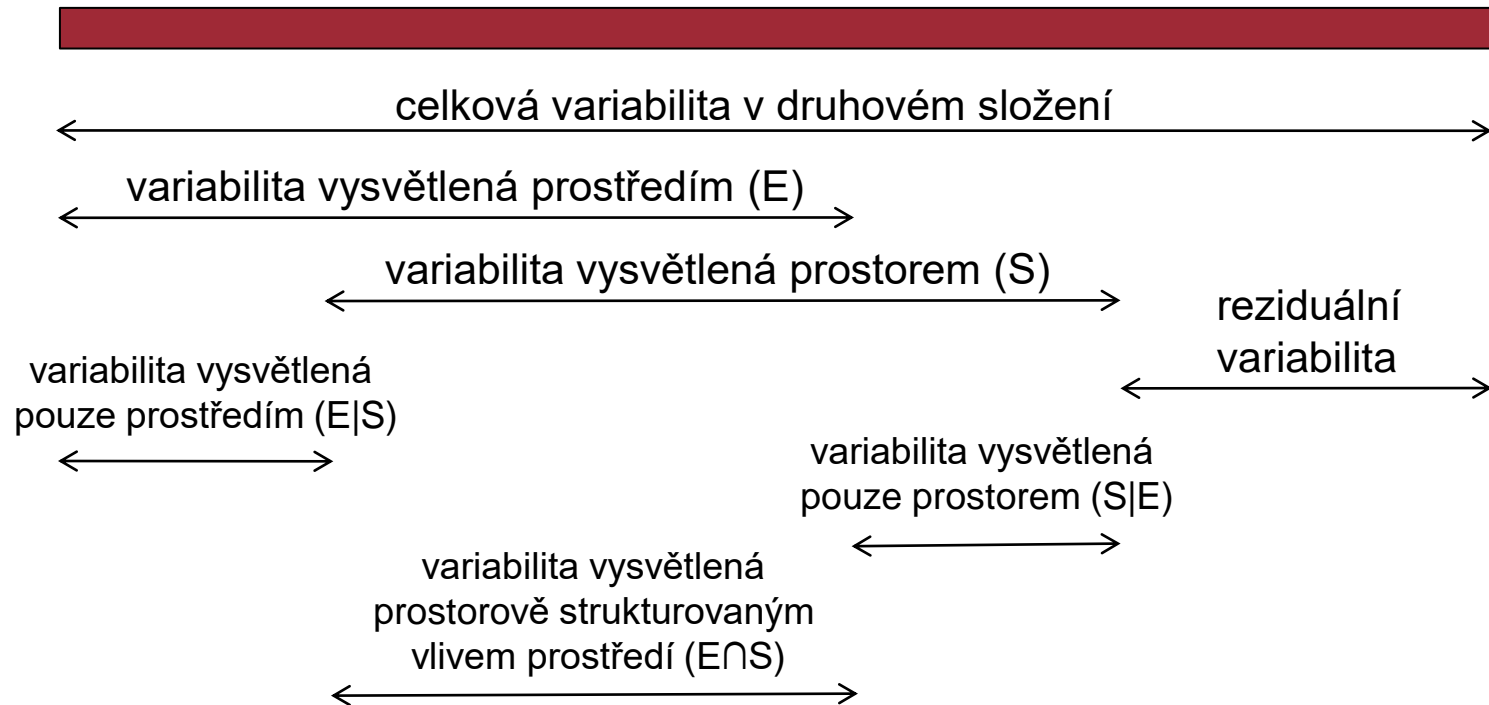 celková variabilita v druhovém složení
variabilita vysvětlená prostředím (E)
variabilita vysvětlená prostorem (S)
reziduální
variabilita
variabilita vysvětlená
pouze prostředím (E|S)
variabilita vysvětlená
pouze prostorem (S|E)
variabilita vysvětlená
prostorově strukturovaným
vlivem prostředí (E∩S)